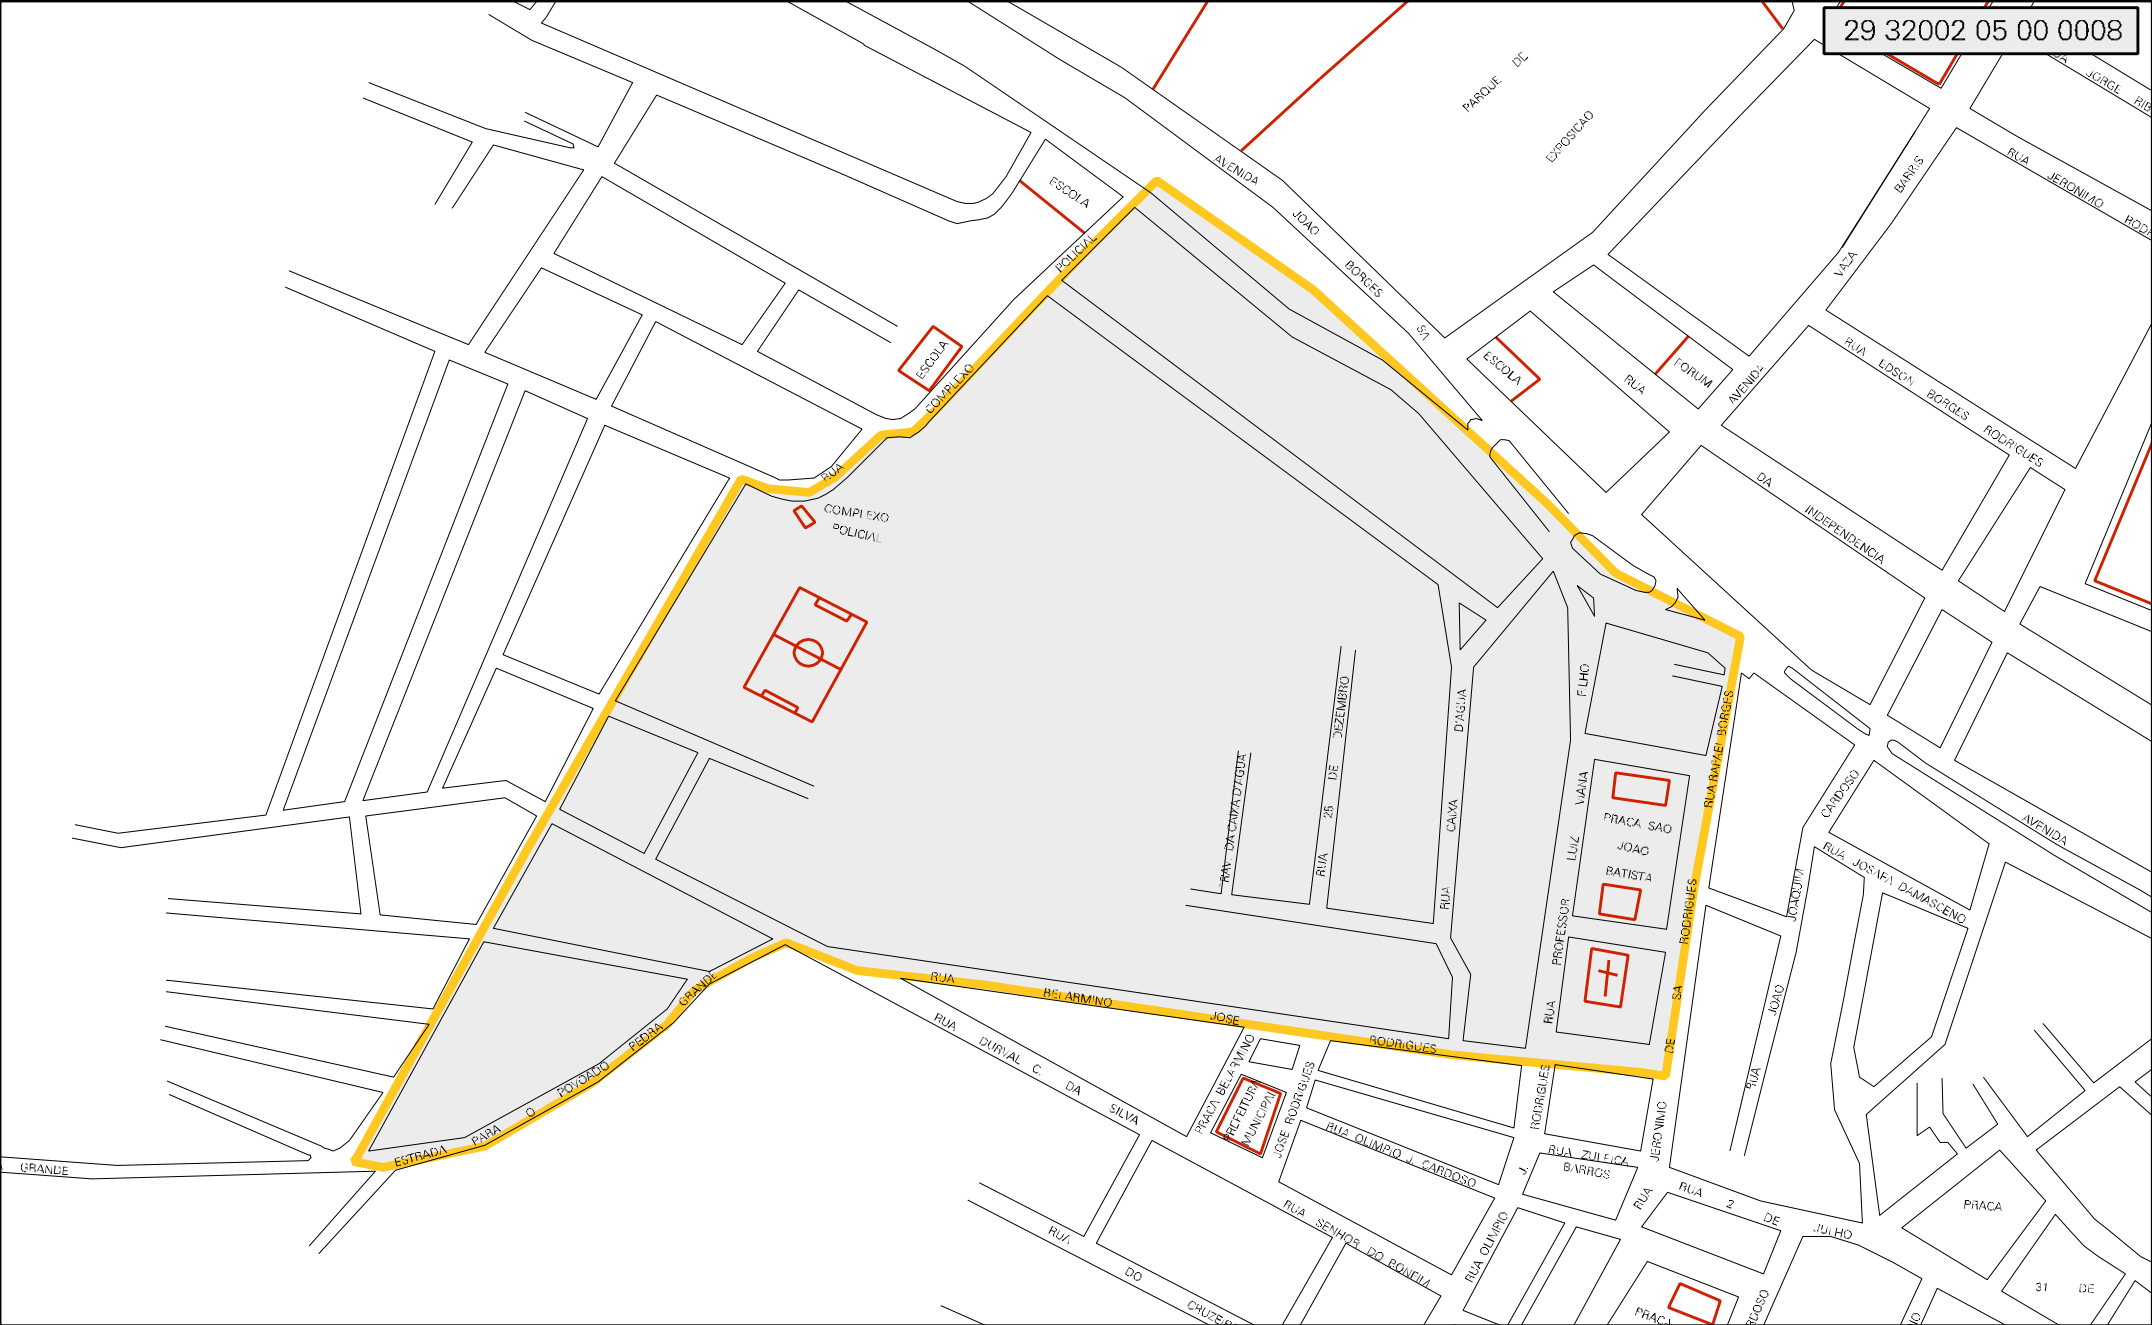 29 32002 05 00 0008
JORGE
PARQUE DE
EXPOSICAO
RUA JERONIMO
AVENIDA JOAO BORGES SA
ESCOLA
AVENIDA VAZA BARRIS
RUA COMPLEXO POLICIAL
ESCOLA
ESCOLA
FORUM
RUA
RUA EDSON BORGES RODRIGUES
DA INDEPENDENCIA
COMPLEXO
POLICIAL
RUA 25 DE DEZEMBRO
RUA CAIXA D'AGUA
TRAV. DA CAIXA D'AGUA
RUA PROFESSOR LUIZ VIANA FILHO
RUA RAFAEL BORGES
PRACA SAO
JOAO
BATISTA
JERONIMO DE SA RODRIGUES
RUA JOAO JOAQUIM CARDOSO
AVENIDA
RUA JOSAFA DAMASCENO
RUA BELARMINO JOSE RODRIGUES
ESTRADA PARA O POVOADO PEDRA GRANDE
GRANDE
RUA DURVAL C. DA SILVA
PRACA BELARMINO
JOSE RODRIGUES
PREFEITURA
MUNICIPAL
RUA OLIMPIO J. CARDOSO
RUA OLIMPIO J. RODRIGUES
RUA ZULEICA
BARROS
RUA
RUA 2 DE JULHO
RUA SENHOR DO BONFIM
RUA DO
PRACA
31 DE